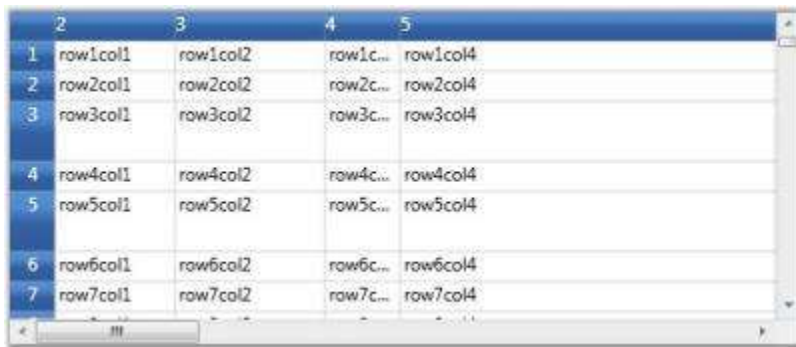 2 3 4 5
1 row1col1 row1col2 row1c... row1col4
2 row2col1 row2col2 row2c... row2col4
3 row3col1 row3col2 row3c... row3col4
4 row4col1 row4col2 row4c... row4col4
5 row5col1 row5col2 row5c... row5col4
6 row6col1 row6col2 row6c... row6col4
7 row7col1 row7col2 row7c... row7col4